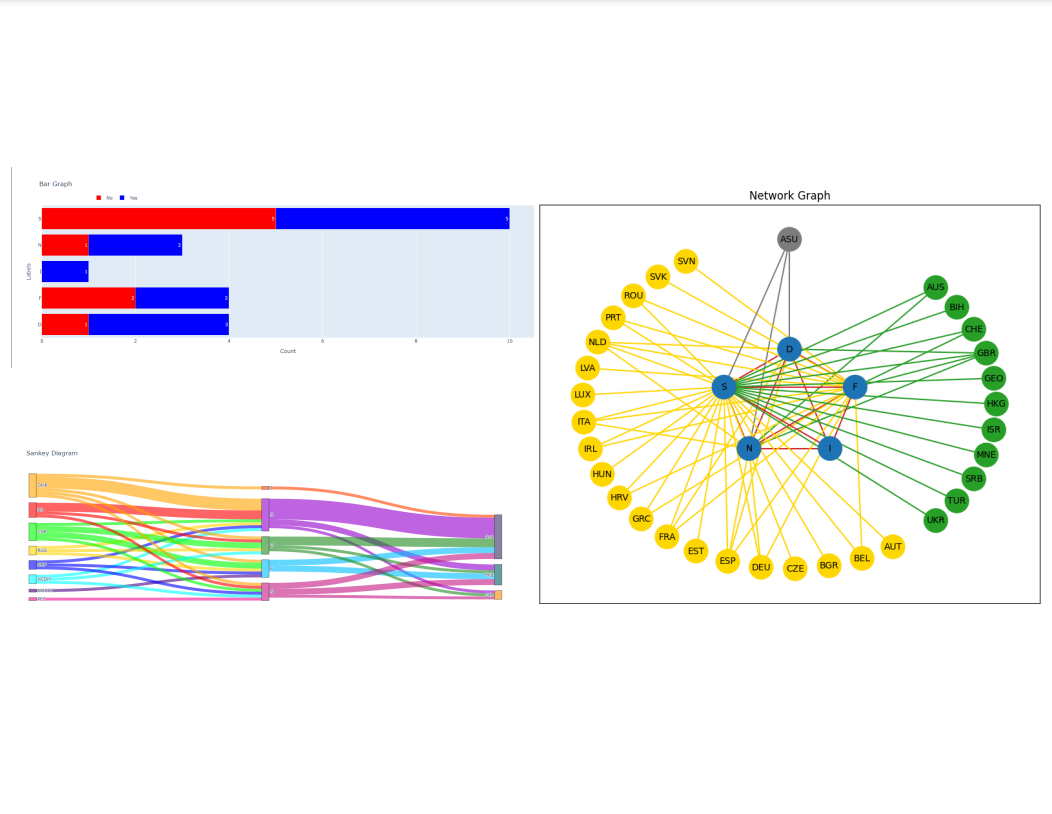 Bar Graph
No Yes
S 5 5
N 1 2
I 1
F 2 2
D 1 3
Labels
0 2 4 6 8 10
Count
Sankey Diagram
Network Graph
ASU
SVN
SVK
ROU
PRT
NLD
LVA
LUX
ITA
IRL
HUN
HRV
GRC
FRA
EST
ESP
DEU
CZE
BGR
BEL
AUT
D
S
F
N
I
AUS
BIH
CHE
GBR
GEO
HKG
ISR
MNE
SRB
TUR
UKR